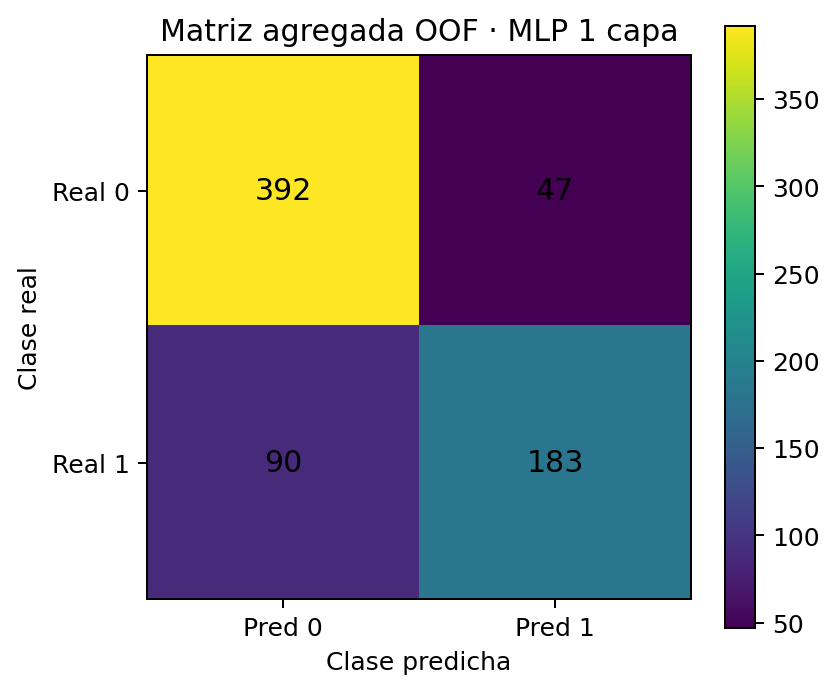 Matriz agregada OOF · MLP 1 capa
Clase real
Real 0
392
47
Real 1
90
183
Pred 0
Pred 1
Clase predicha
350
300
250
200
150
100
50